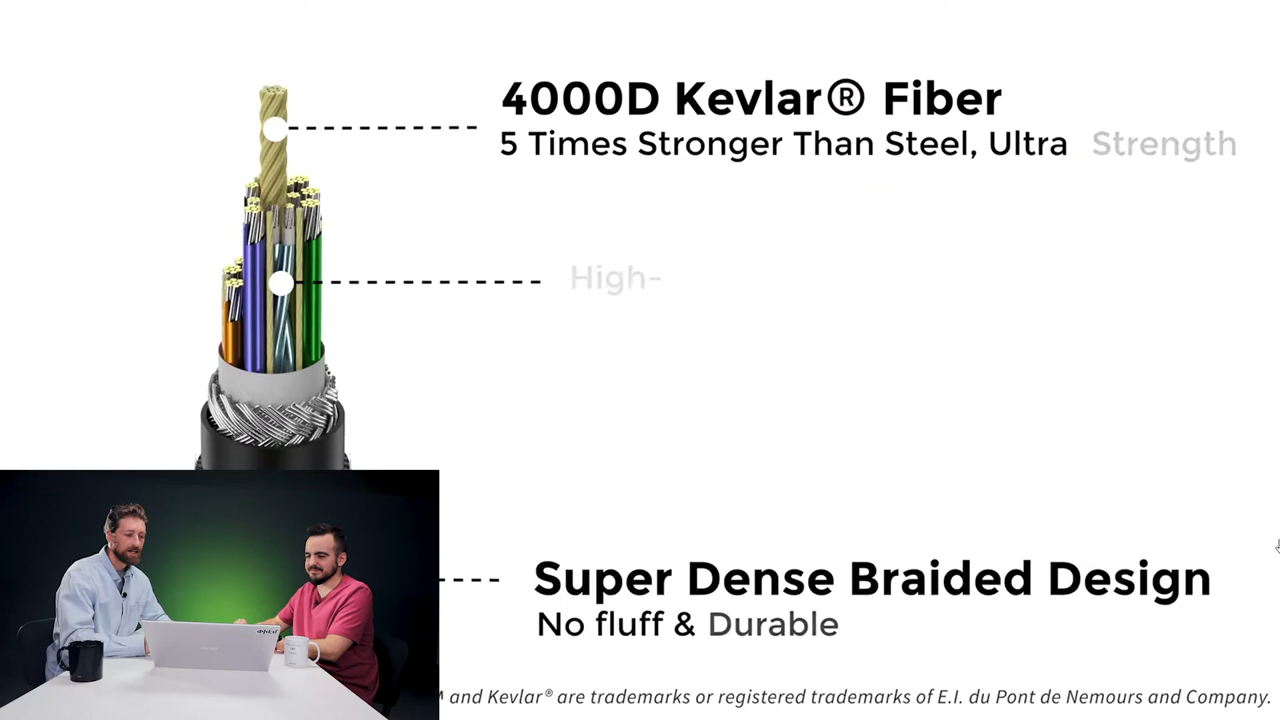 4000D Kevlar® Fiber
5 Times Stronger Than Steel, Ultra Strength
High-
Super Dense Braided Design
No fluff & Durable
and Kevlar® are trademarks or registered trademarks of E.I. du Pont de Nemours and Company.